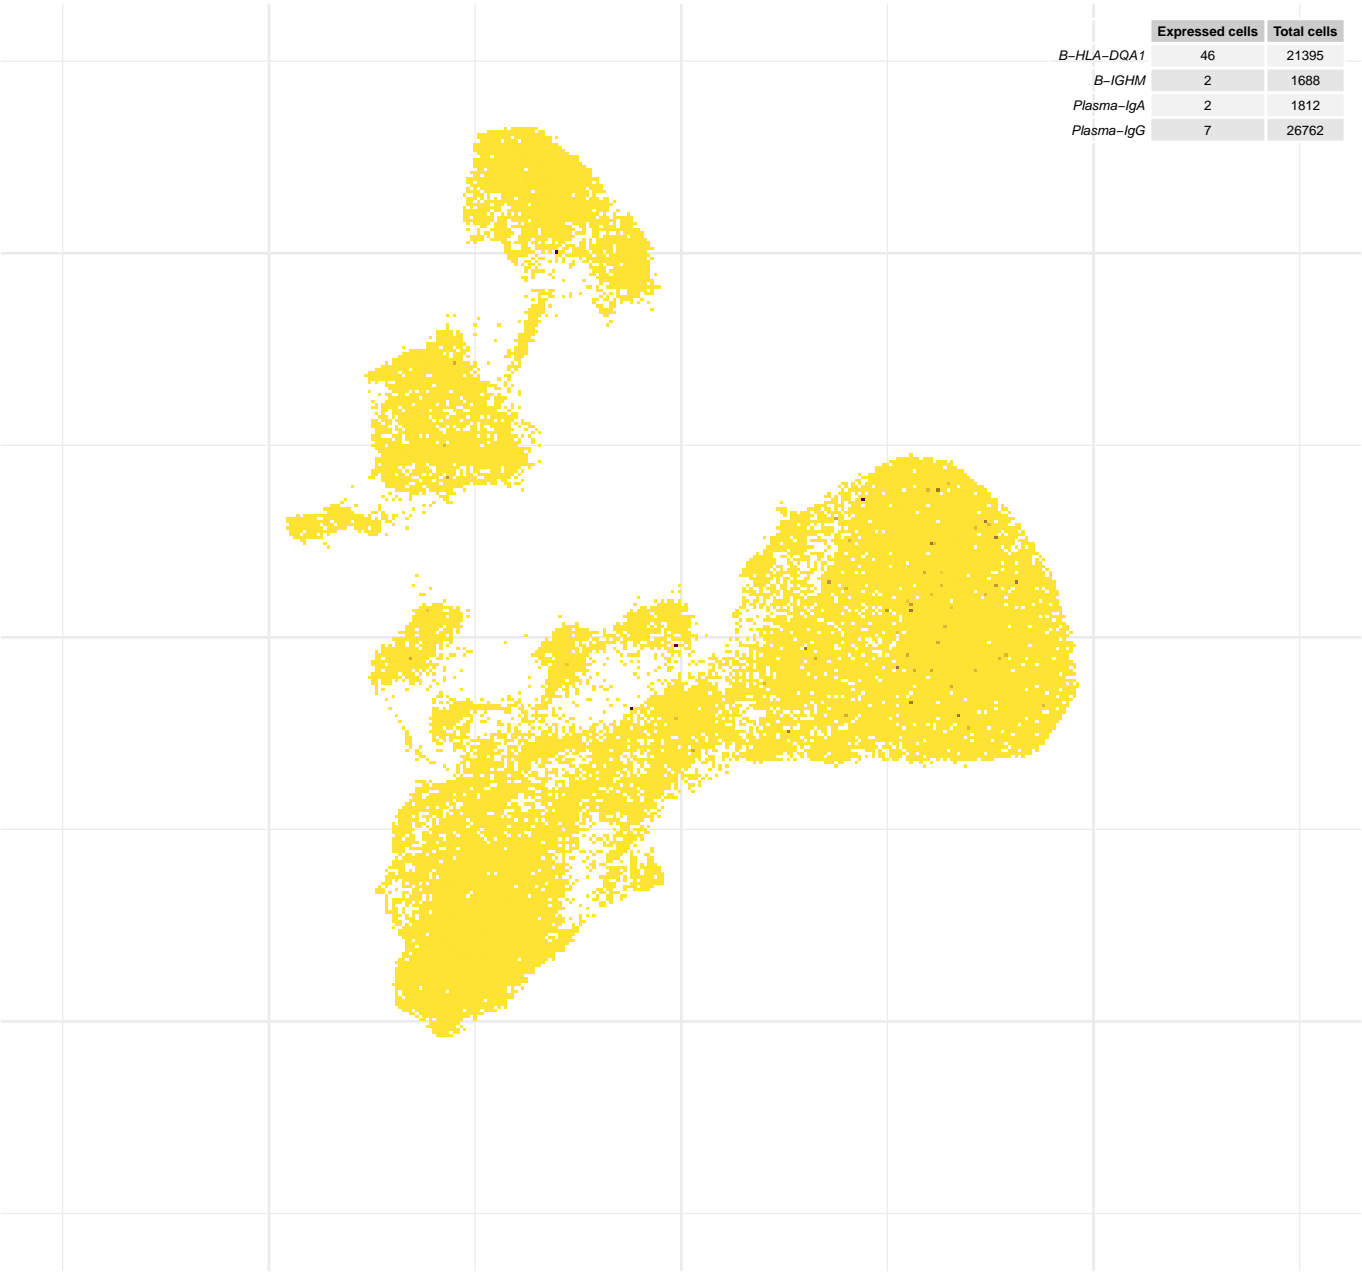 Expressed cells Total cells
B−HLA−DQA1 46 21395
B−IGHM 2 1688
Plasma−IgA 2 1812
Plasma−IgG 7 26762